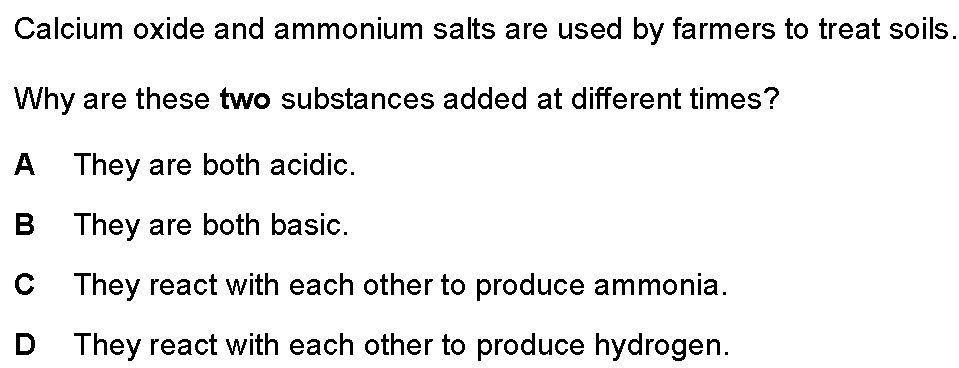 Calcium oxide and ammonium salts are used by farmers to treat soils.
Why are these two substances added at different times?
A They are both acidic.
B They are both basic.
C They react with each other to produce ammonia.
D They react with each other to produce hydrogen.